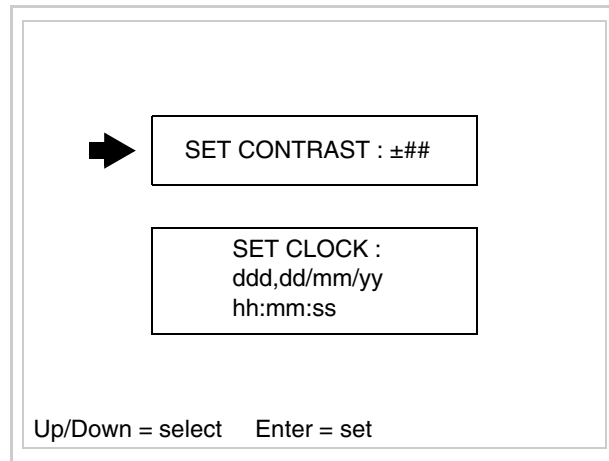 SET CONTRAST : ±##
SET CLOCK :
ddd,dd/mm/yy
hh:mm:ss
Up/Down = select Enter = set